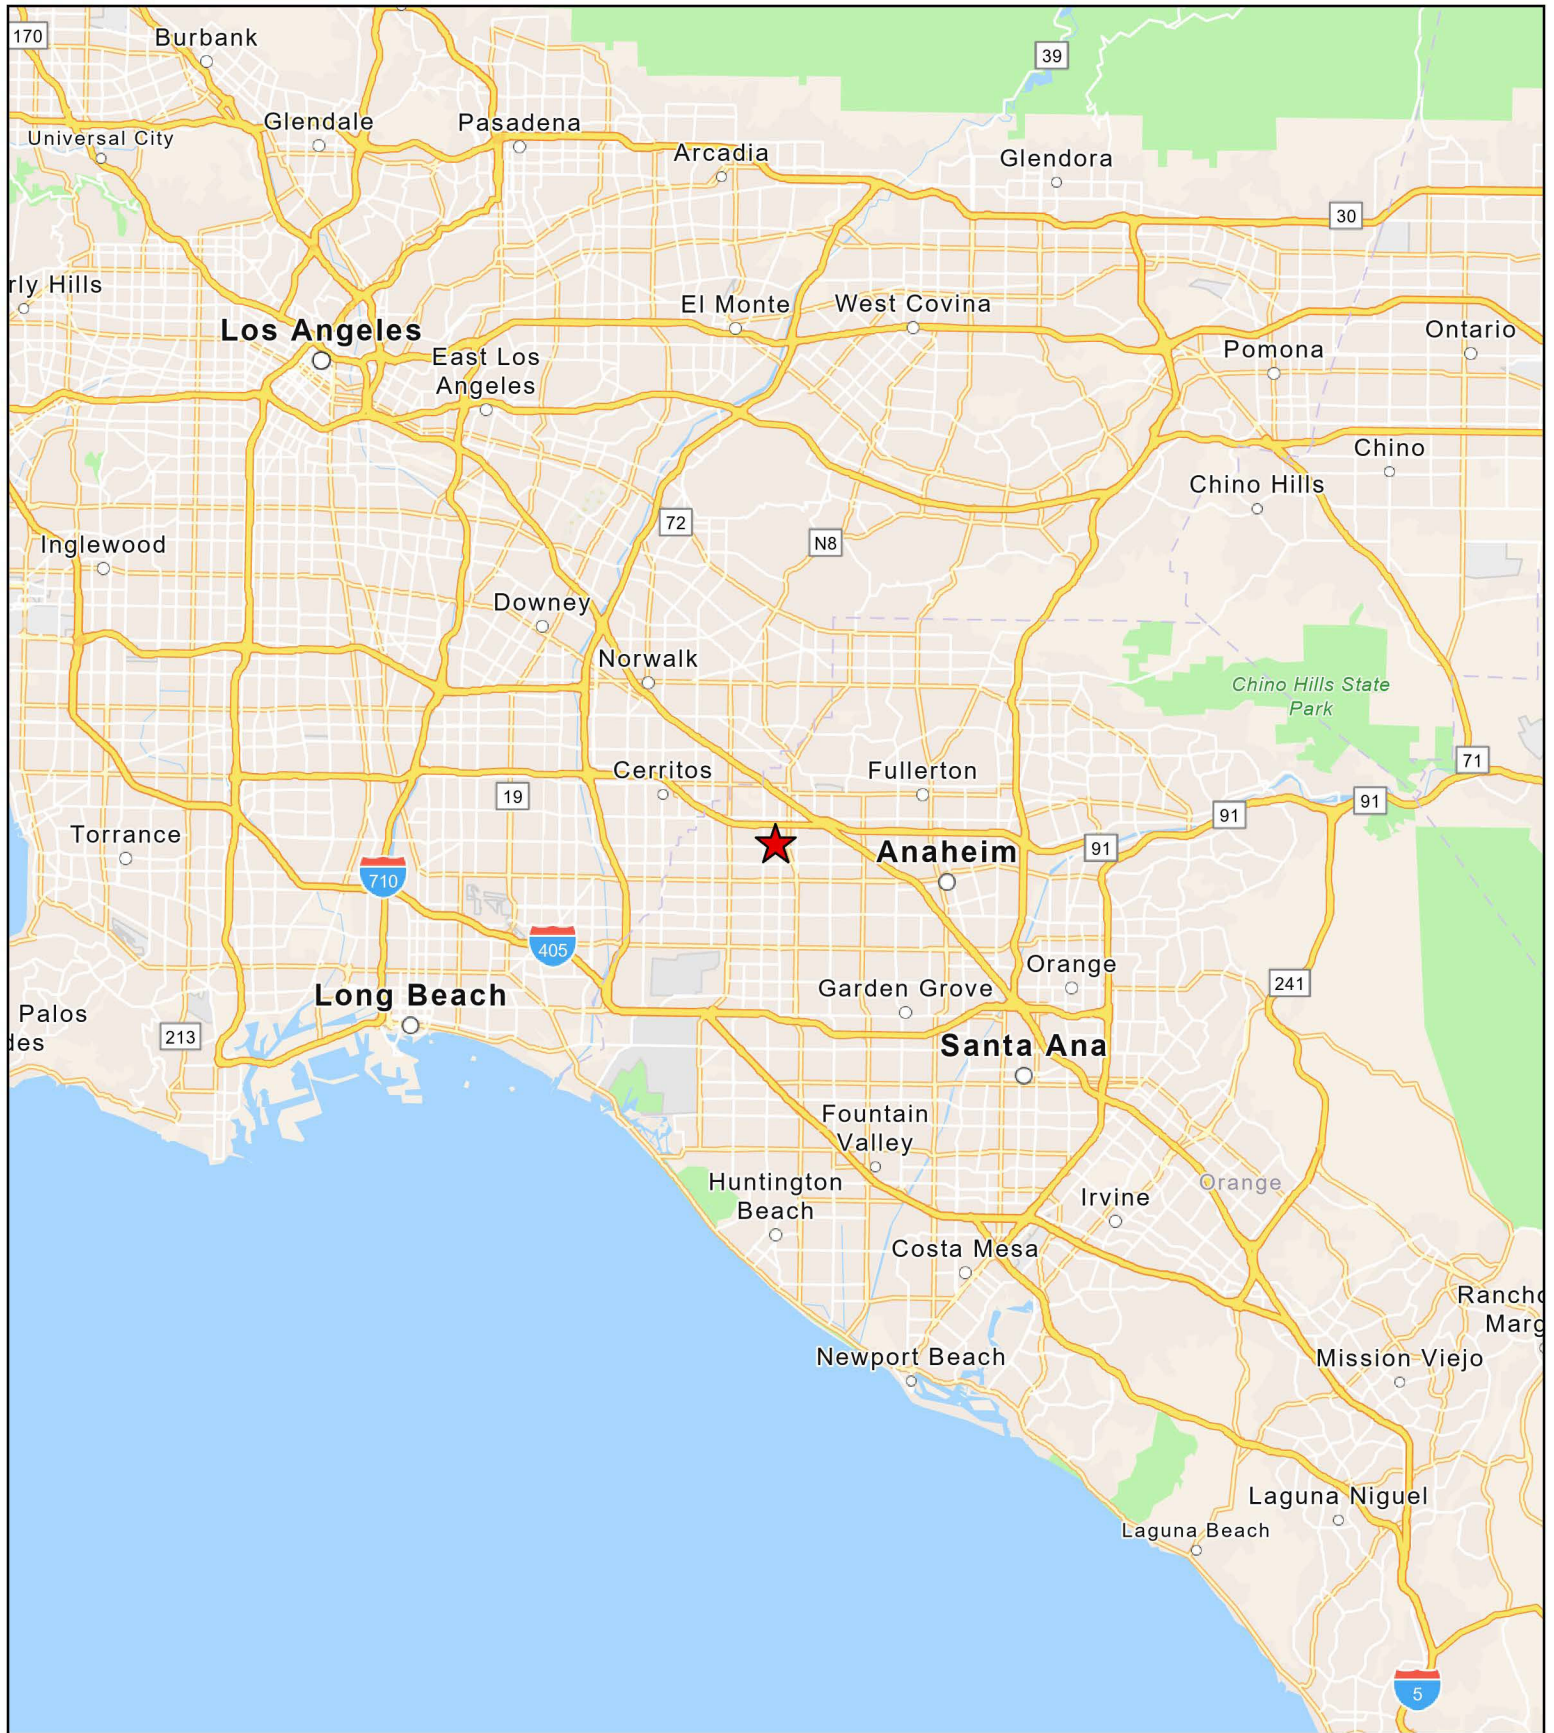 170
Burbank
39
Universal City
Glendale
Pasadena
Arcadia
Glendora
30
rly Hills
El Monte
West Covina
Los Angeles
East Los
Angeles
Pomona
Ontario
Chino
Chino Hills
72
N8
Inglewood
Downey
Norwalk
Chino Hills State
Park
Cerritos
Fullerton
71
19
91
91
Torrance
91
Anaheim
710
405
Orange
241
Garden Grove
Long Beach
Palos
des
213
Santa Ana
Fountain
Valley
Huntington
Beach
Orange
Irvine
Costa Mesa
Rancho
Marg
Newport Beach
Mission Viejo
Laguna Niguel
Laguna Beach
5